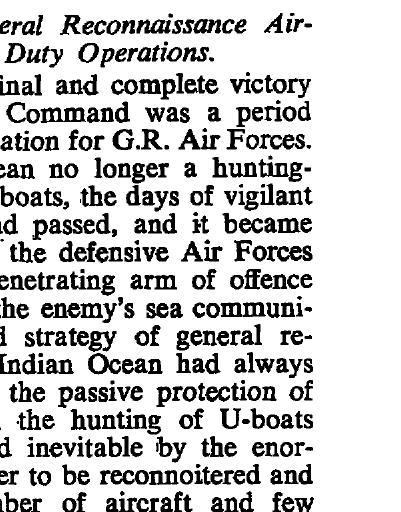 eral Reconnaissance Air-
Duty Operations.
inal and complete victory
Command was a period
ation for G.R. Air Forces.
ean no longer a hunting-
boats, the days of vigilant
nd passed, and it became
the defensive Air Forces
enetrating arm of offence
the enemy's sea communi-
d strategy of general re-
Indian Ocean had always
the passive protection of
the hunting of U-boats
d inevitable by the enor-
er to be reconnoitered and
ber of aircraft and few